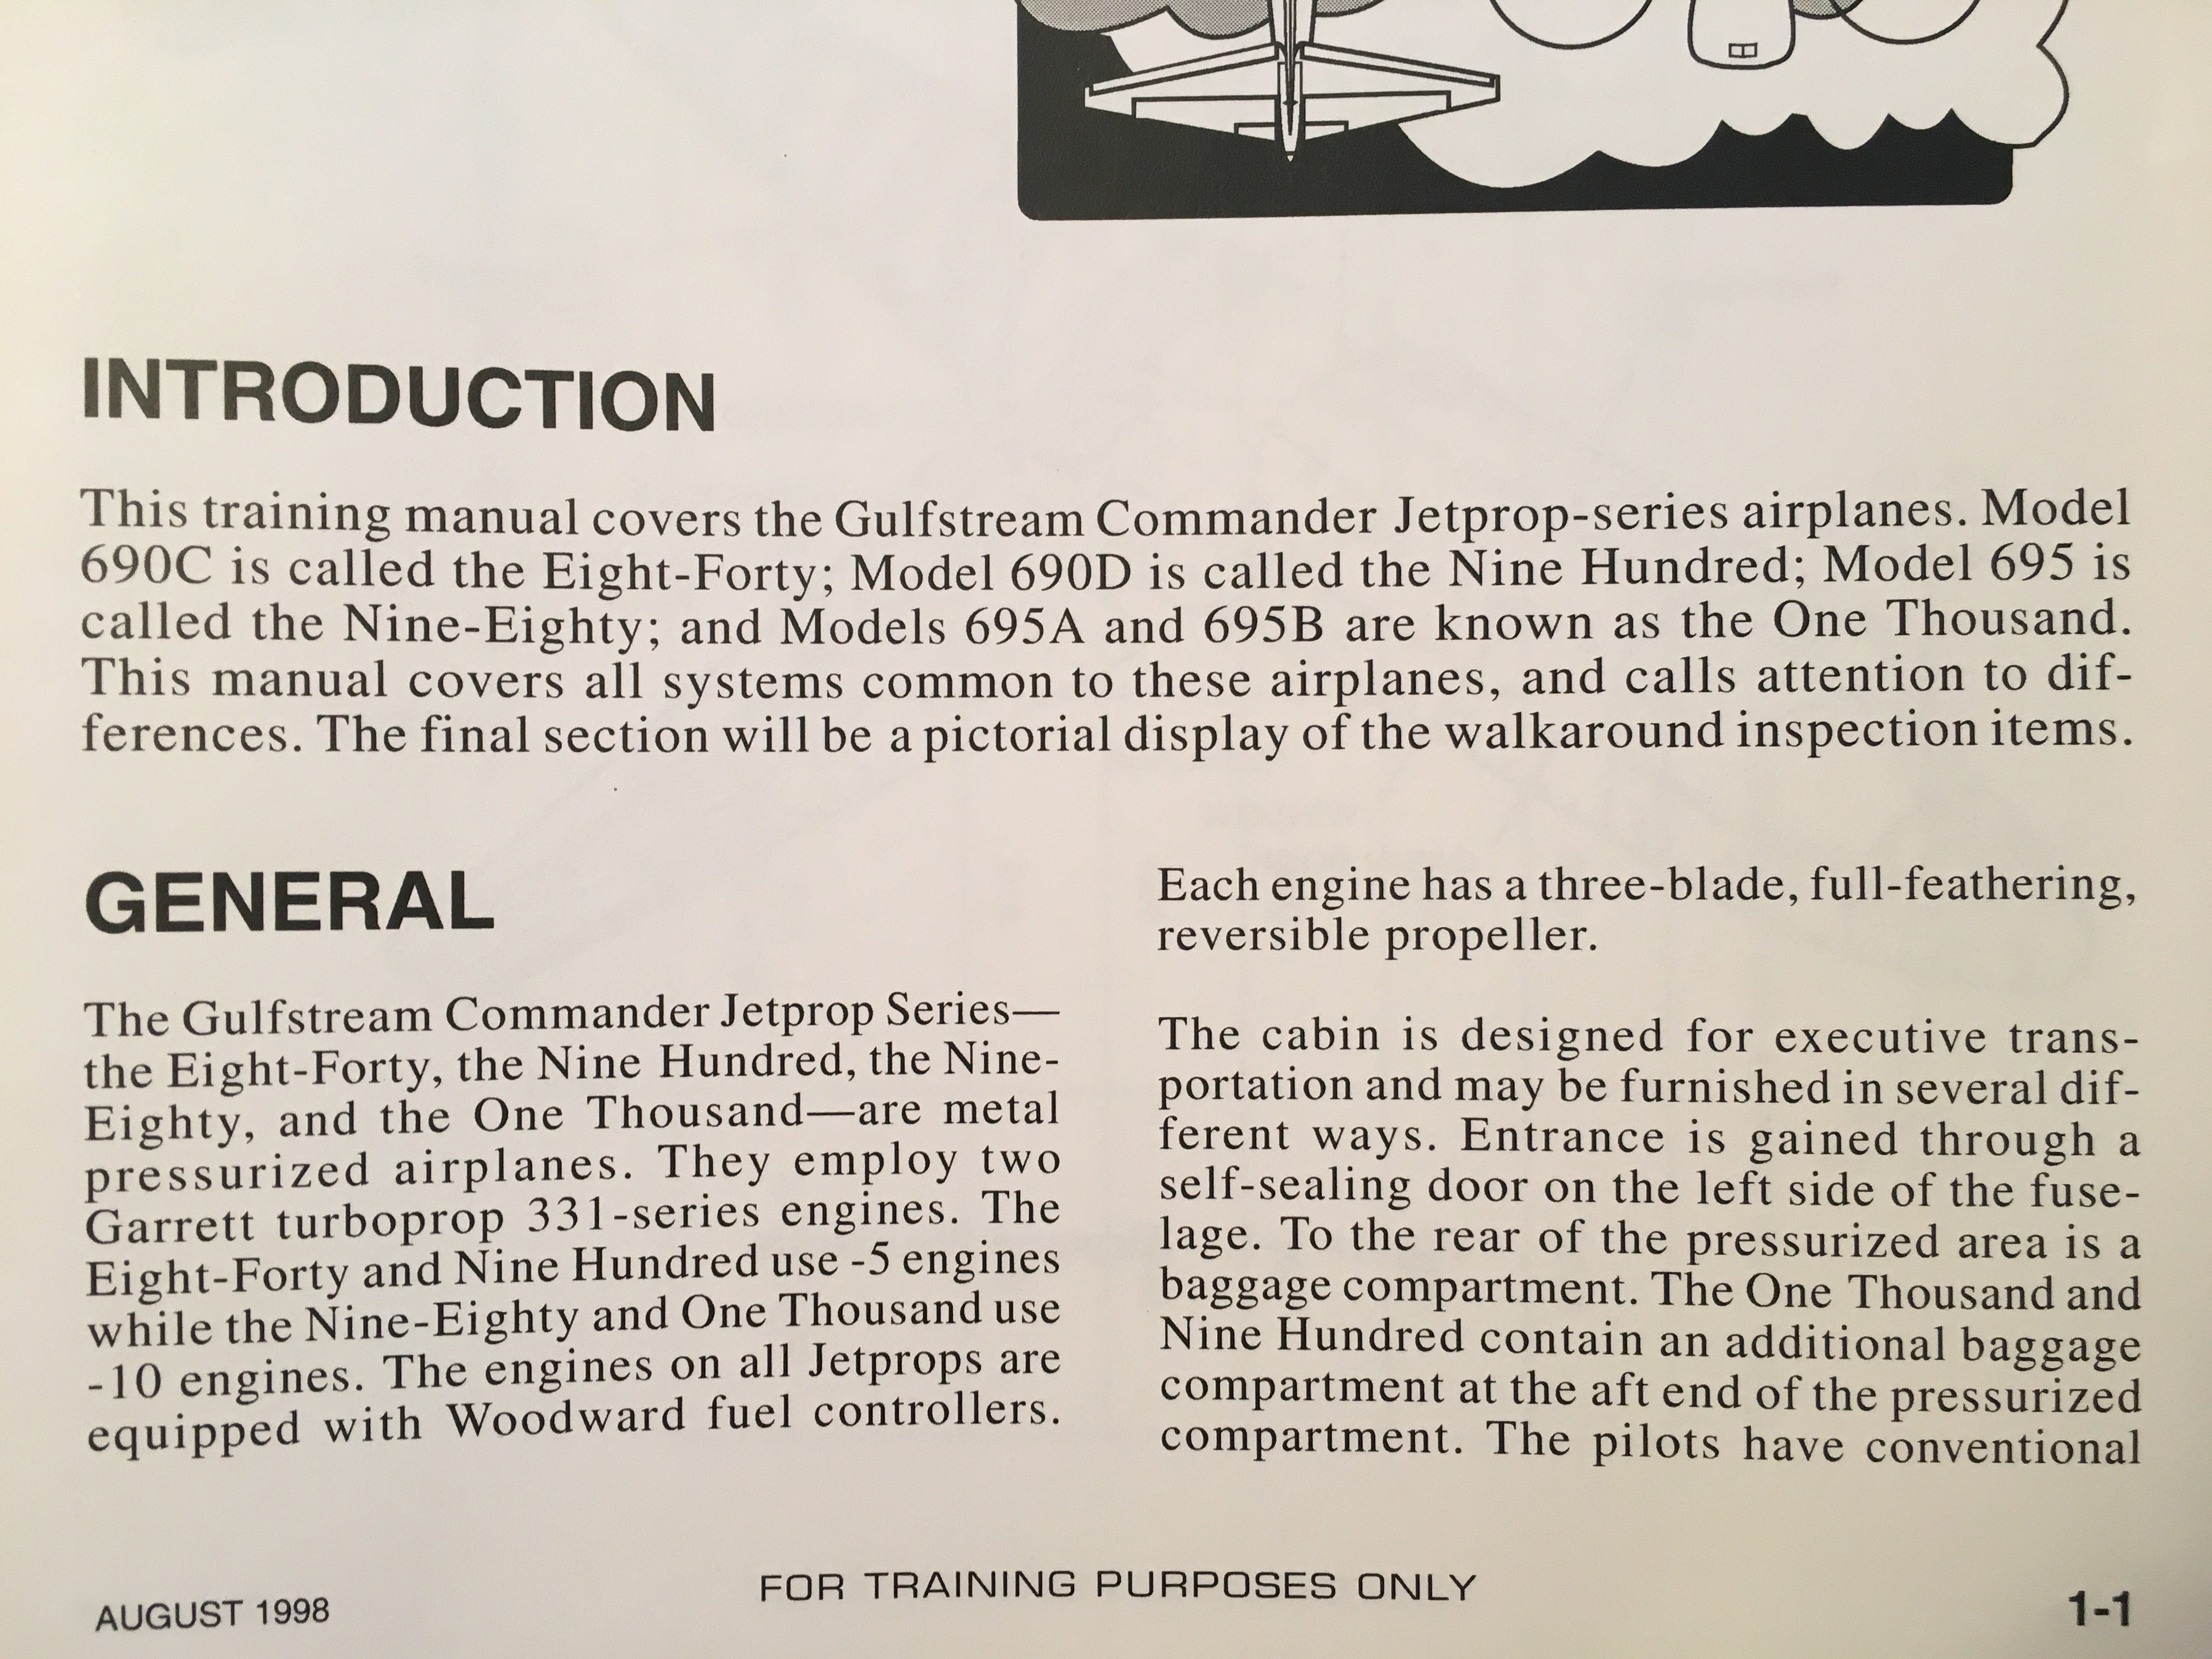 INTRODUCTION
This training manual covers the Gulfstream Commander Jetprop-series airplanes. Model
690C is called the Eight-Forty; Model 690D is called the Nine Hundred; Model 695 is
called the Nine-Eighty; and Models 695A and 695B are known as the One Thousand.
This manual covers all systems common to these airplanes, and calls attention to dif-
ferences. The final section will be a pictorial display of the walkaround inspection items.
GENERAL
The Gulfstream Commander Jetprop Series—
the Eight-Forty, the Nine Hundred, the Nine-
Eighty, and the One Thousand—are metal
pressurized airplanes. They employ two
Garrett turboprop 331-series engines. The
Eight-Forty and Nine Hundred use -5 engines
while the Nine-Eighty and One Thousand use
-10 engines. The engines on all Jetprops are
equipped with Woodward fuel controllers.
Each engine has a three-blade, full-feathering,
reversible propeller.
The cabin is designed for executive trans-
portation and may be furnished in several dif-
ferent ways. Entrance is gained through a
self-sealing door on the left side of the fuse-
lage. To the rear of the pressurized area is a
baggage compartment. The One Thousand and
Nine Hundred contain an additional baggage
compartment at the aft end of the pressurized
compartment. The pilots have conventional
AUGUST 1998
FOR TRAINING PURPOSES ONLY
1-1